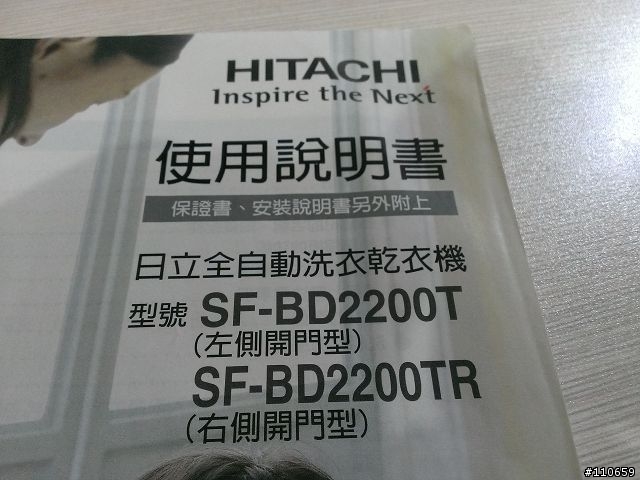 HITACHI
Inspire the Next
使用說明書
保證書、安裝說明書另外附上
日立全自動洗衣乾衣機
型號 SF-BD2200T
(左側開門型)
SF-BD2200TR
(右側開門型)
#110659